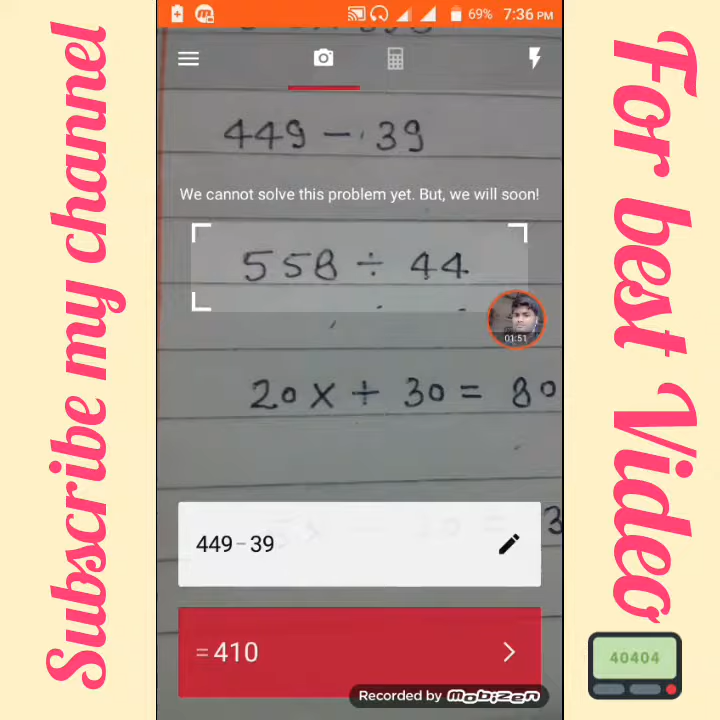 Subscribe my channel
69% 7:36 PM
449 - 39
We cannot solve this problem yet. But, we will soon!
558 ÷ 44
01:51
20x + 30 = 80
449 - 39
= 410
Recorded by mobizen
For best Video
40404